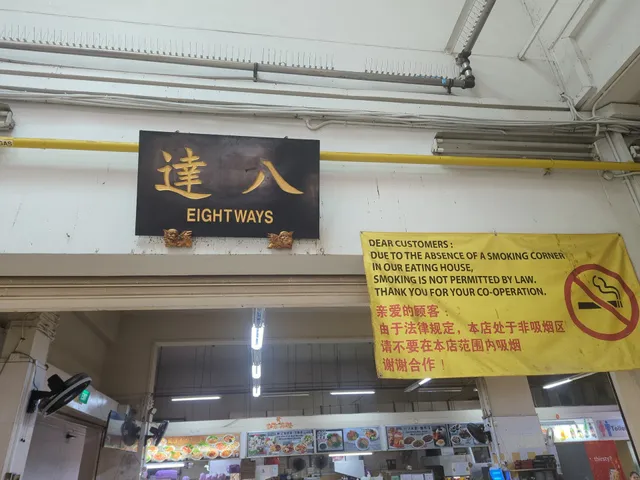 GAS
達 八
EIGHTWAYS
DEAR CUSTOMERS :
DUE TO THE ABSENCE OF A SMOKING CORNER
IN OUR EATING HOUSE,
SMOKING IS NOT PERMITTED BY LAW.
THANK YOU FOR YOUR CO-OPERATION.
亲爱的顾客 :
由于法律规定，本店处于非吸烟区
请不要在本店范围内吸烟
谢谢合作！
thirsty?